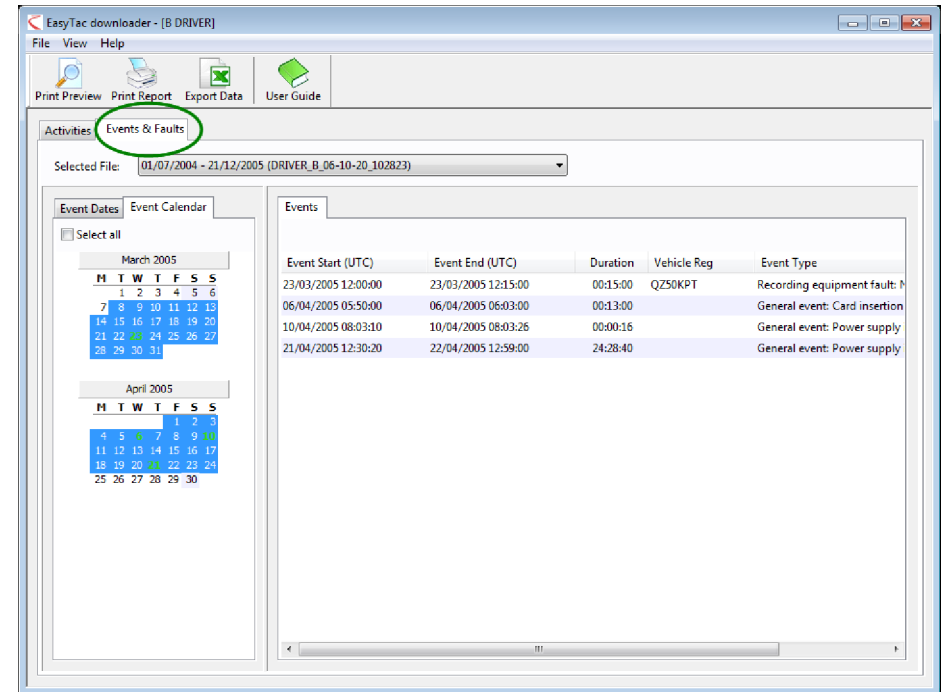 EasyTac downloader - [B DRIVER]
File View Help
Print Preview Print Report Export Data User Guide
Activities Events & Faults
Selected File: 01/07/2004 - 21/12/2005 (DRIVER_B_06-10-20_102823)
Event Dates Event Calendar
Select all
March 2005
M T W T F S S
1 2 3 4 5 6
7 8 9 10 11 12 13
14 15 16 17 18 19 20
21 22 23 24 25 26 27
28 29 30 31
April 2005
M T W T F S S
1 2 3
4 5 6 7 8 9 10
11 12 13 14 15 16 17
18 19 20 21 22 23 24
25 26 27 28 29 30
Events
Event Start (UTC) Event End (UTC) Duration Vehicle Reg Event Type
23/03/2005 12:00:00 23/03/2005 12:15:00 00:15:00 QZ50KPT Recording equipment fault:
06/04/2005 05:50:00 06/04/2005 06:03:00 00:13:00 General event: Card insertion
10/04/2005 08:03:10 10/04/2005 08:03:26 00:00:16 General event: Power supply
21/04/2005 12:30:20 22/04/2005 12:59:00 24:28:40 General event: Power supply